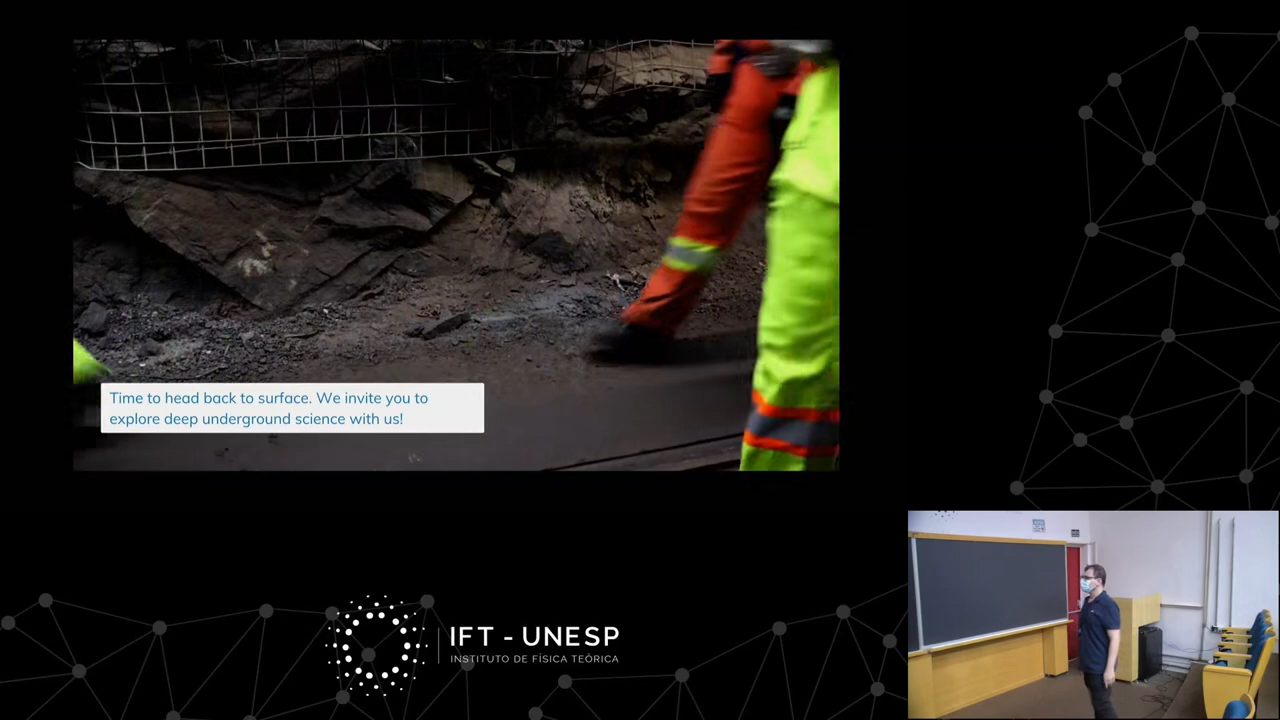 Time to head back to surface. We invite you to
explore deep underground science with us!
IFT - UNESP
INSTITUTO DE FÍSICA TEÓRICA